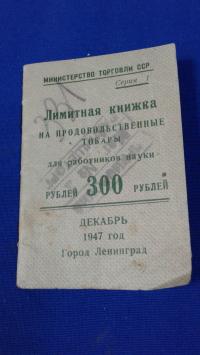 МИНИСТЕРСТВО ТОРГОВЛИ СССР
Серия 1
381
Лимитная книжка
НА ПРОДОВОЛЬСТВЕННЫЕ
ТОВАРЫ
для работников науки
РУБЛЕЙ 300 РУБЛЕЙ
ДЕКАБРЬ
1947 год
Город Ленинград